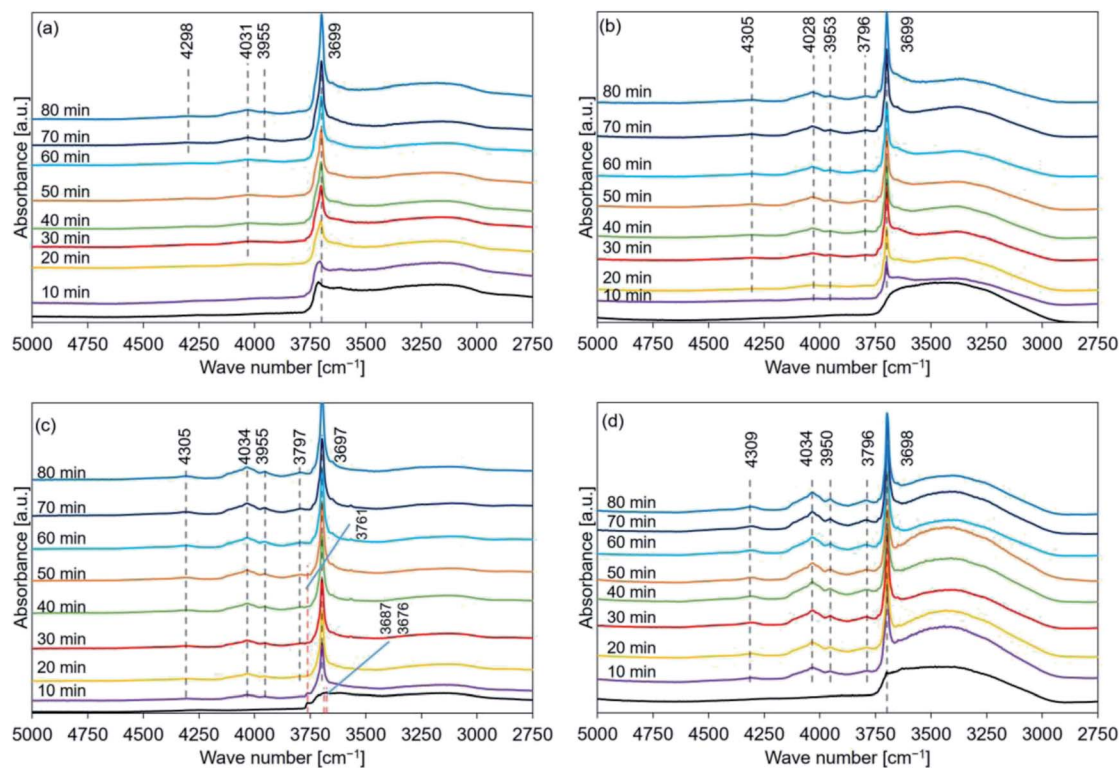 (a)
4298
4031
3955
3699
80 min
70 min
60 min
50 min
40 min
30 min
20 min
10 min
Absorbance [a.u.]
5000 4750 4500 4250 4000 3750 3500 3250 3000 2750
Wave number [cm⁻¹]
(b)
4305
4028
3953
3796
3699
80 min
70 min
60 min
50 min
40 min
30 min
20 min
10 min
Absorbance [a.u.]
5000 4750 4500 4250 4000 3750 3500 3250 3000 2750
Wave number [cm⁻¹]
(c)
4305
4034
3955
3797
3697
3761
3687
3676
80 min
70 min
60 min
50 min
40 min
30 min
20 min
10 min
Absorbance [a.u.]
5000 4750 4500 4250 4000 3750 3500 3250 3000 2750
Wave number [cm⁻¹]
(d)
4309
4034
3950
3796
3698
80 min
70 min
60 min
50 min
40 min
30 min
20 min
10 min
Absorbance [a.u.]
5000 4750 4500 4250 4000 3750 3500 3250 3000 2750
Wave number [cm⁻¹]